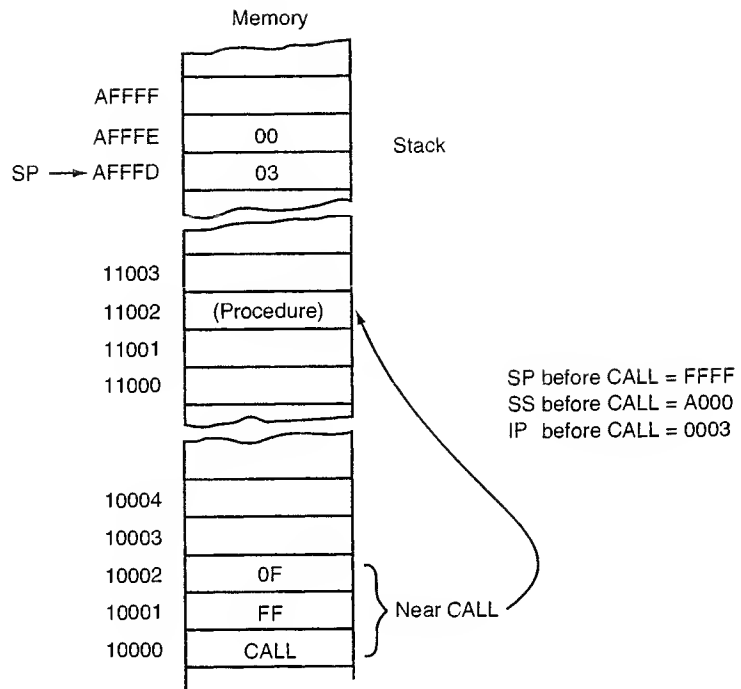 Memory
AFFFF
AFFFE 00
SP AFFFD 03
Stack
11003
11002 (Procedure)
11001
11000
SP before CALL = FFFF
SS before CALL = A000
IP before CALL = 0003
10004
10003
10002 0F
10001 FF
10000 CALL
Near CALL